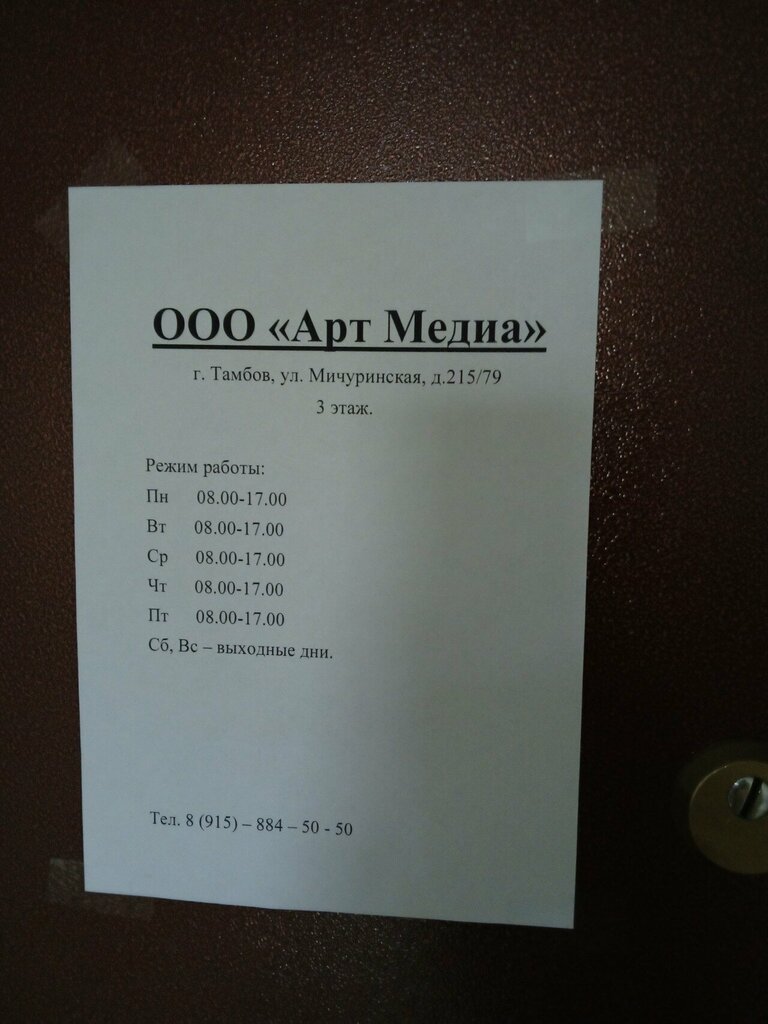 ООО «Арт Медиа»
г. Тамбов, ул. Мичуринская, д.215/79
3 этаж.
Режим работы:
Пн 08.00-17.00
Вт 08.00-17.00
Ср 08.00-17.00
Чт 08.00-17.00
Пт 08.00-17.00
Сб, Вс – выходные дни.
Тел. 8 (915) – 884 – 50 - 50